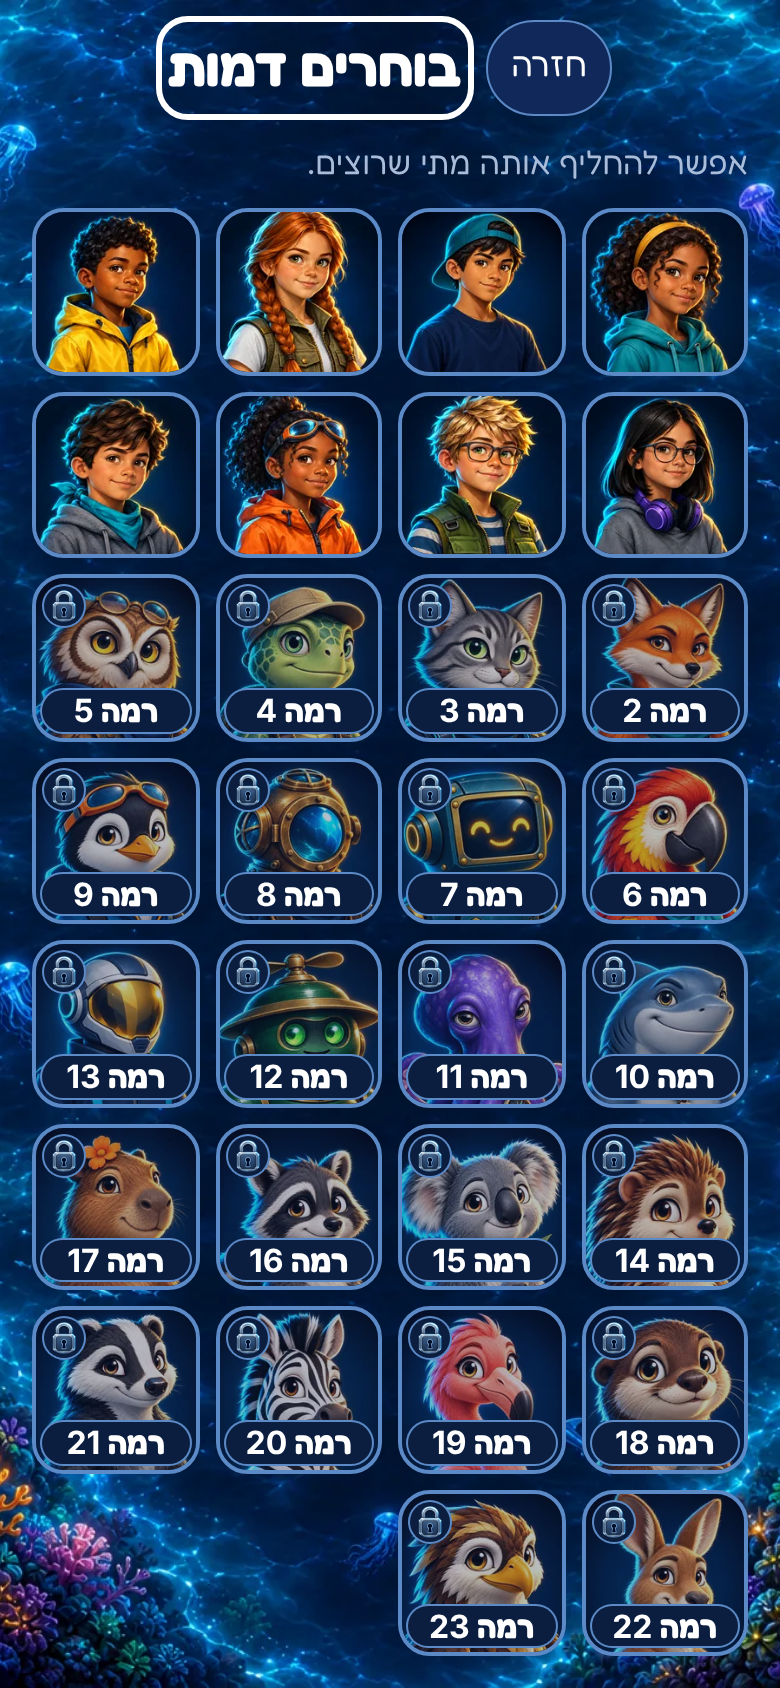 חזרה
בוחרים דמות
אפשר להחליף אותה מתי שרוצים.
רמה 2
רמה 3
רמה 4
רמה 5
רמה 6
רמה 7
רמה 8
רמה 9
רמה 10
רמה 11
רמה 12
רמה 13
רמה 14
רמה 15
רמה 16
רמה 17
רמה 18
רמה 19
רמה 20
רמה 21
רמה 22
רמה 23